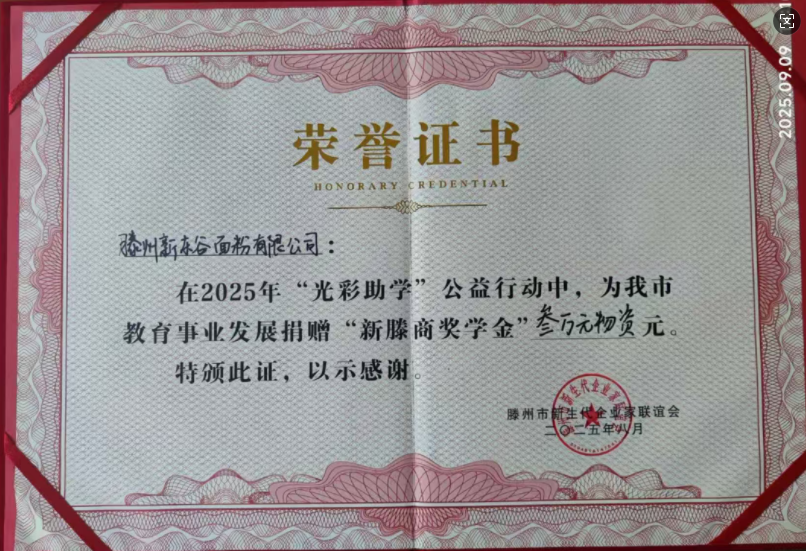 荣誉证书
HONORARY CREDENTIAL
滕州新东谷面粉有限公司：
在2025年“光彩助学”公益行动中，为我市
教育事业发展捐赠“新滕商奖学金”叁万元物资元。
特颁此证，以示感谢。
滕州市新生代企业家联谊会
二〇二五年八月
2025.09.09